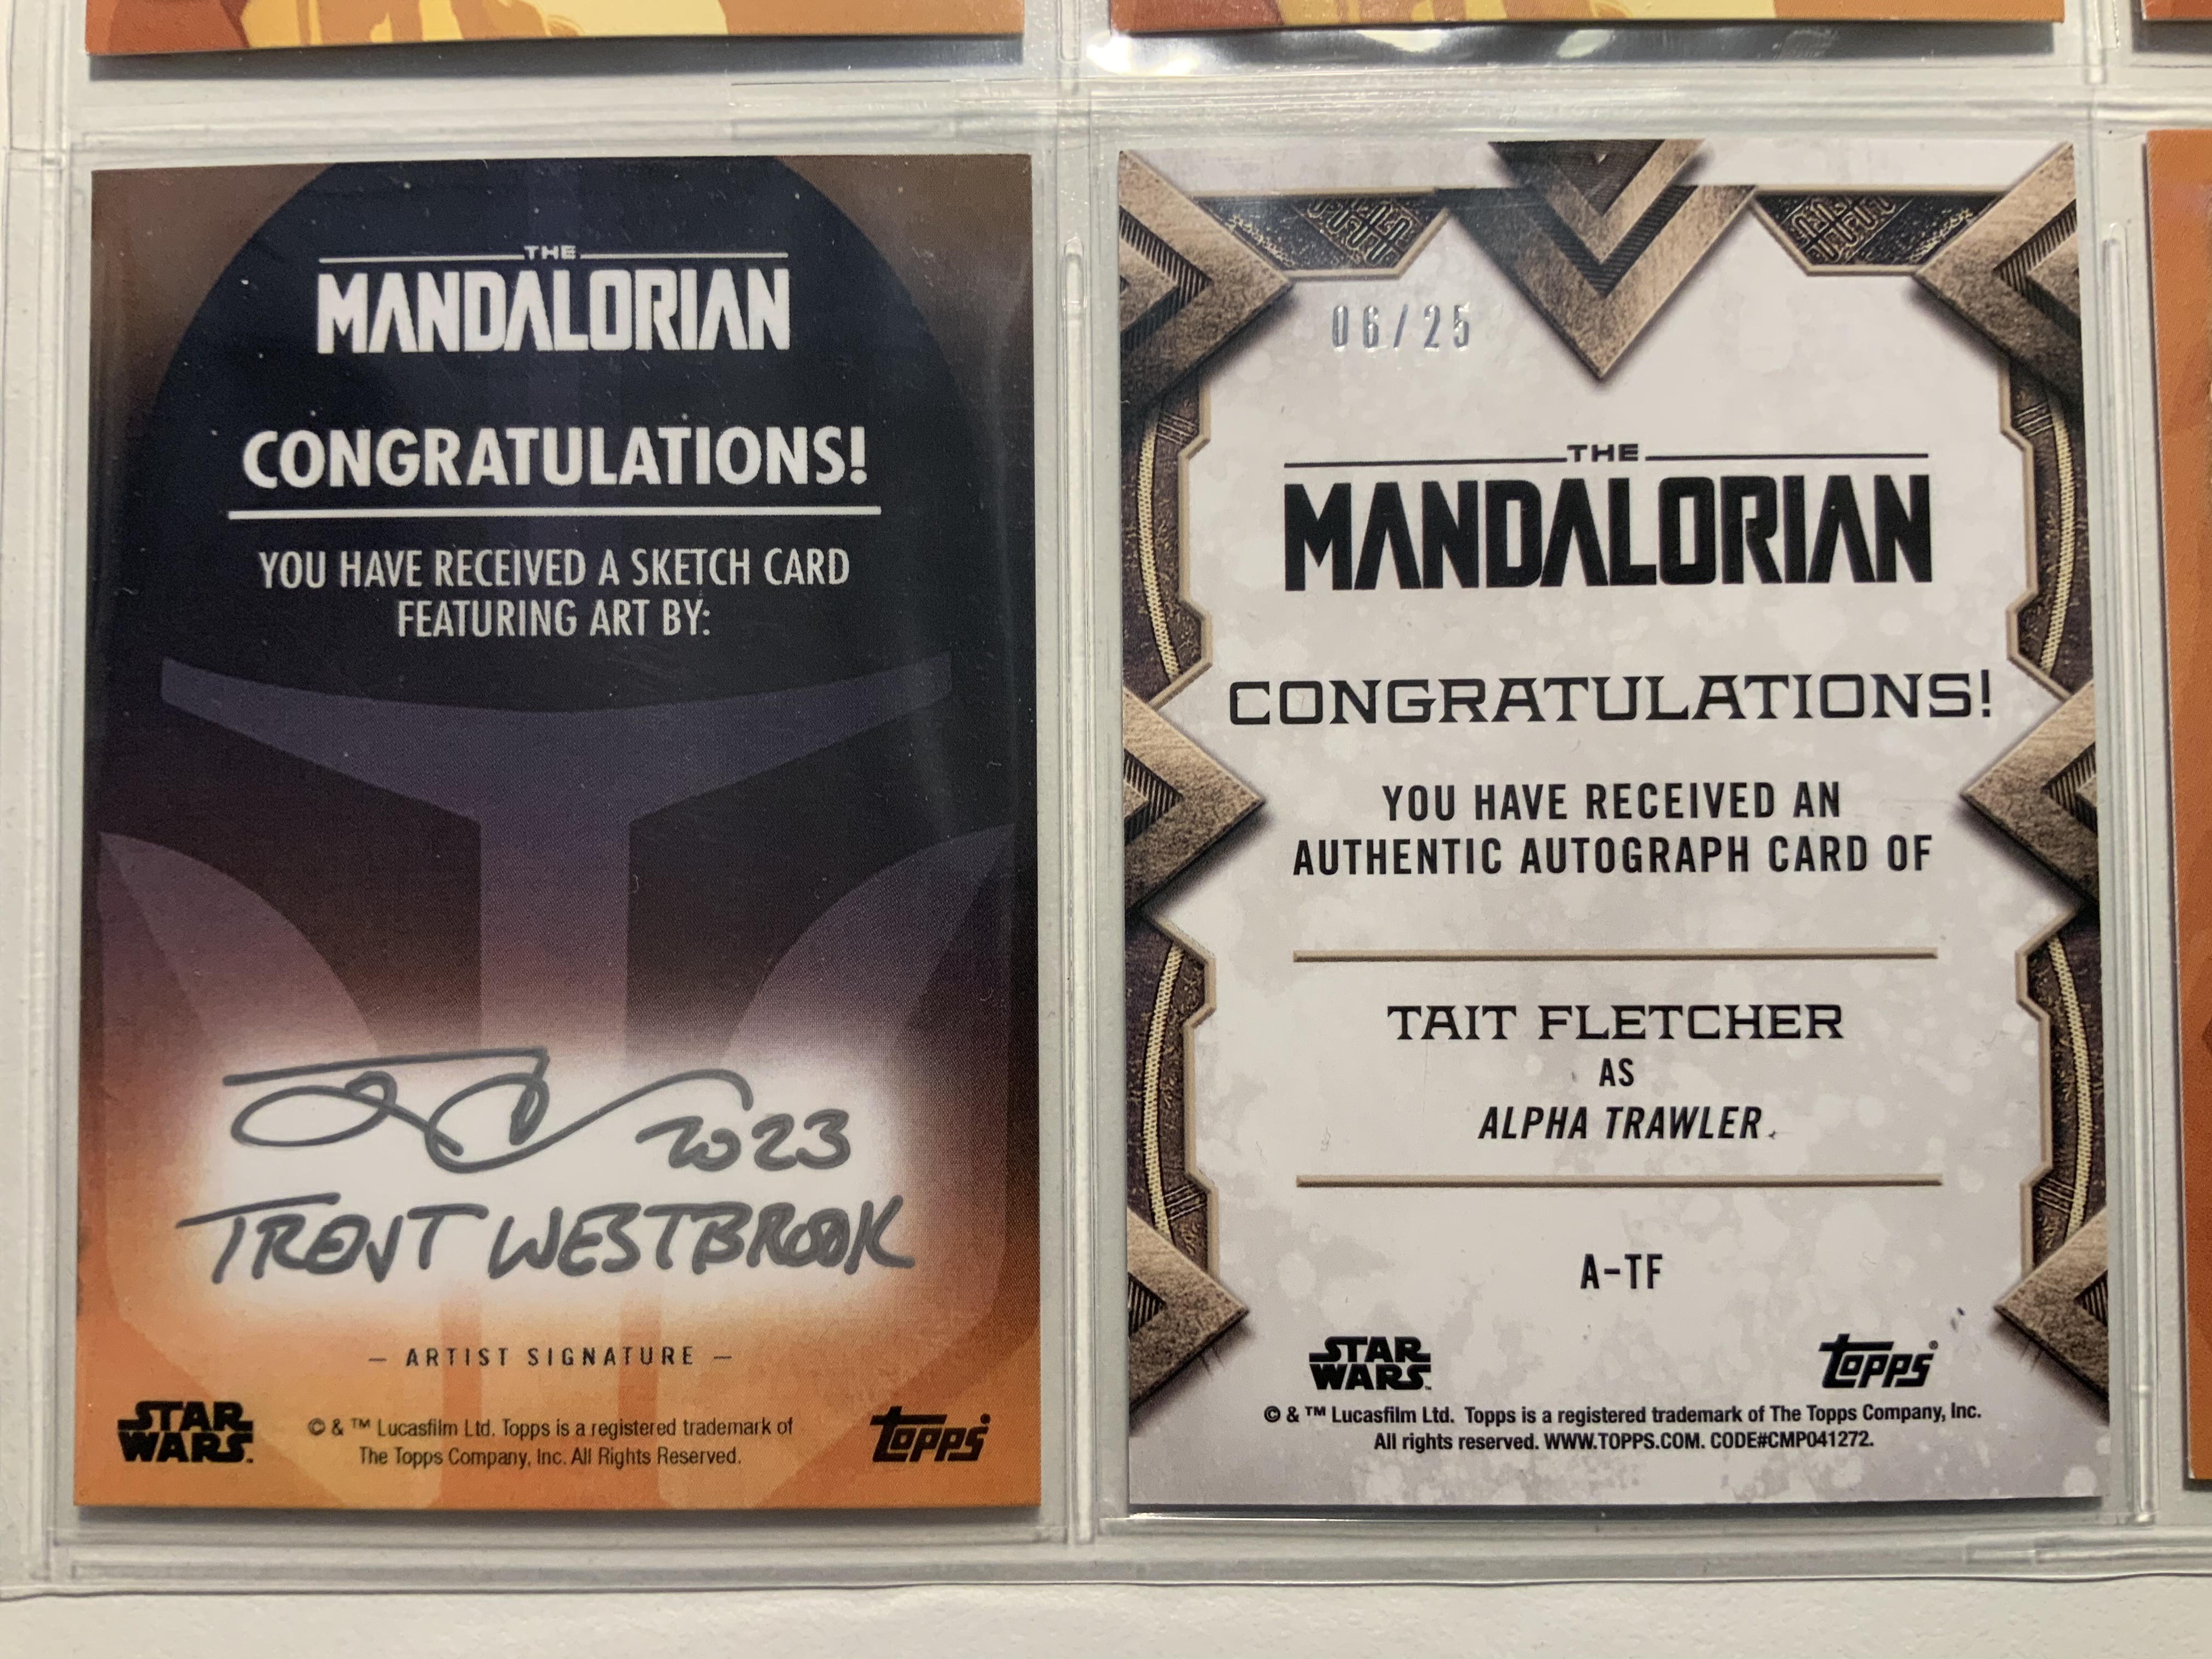 THE
MANDALORIAN
CONGRATULATIONS!
YOU HAVE RECEIVED A SKETCH CARD
FEATURING ART BY:
2023
TRENT WESTBROOK
– ARTIST SIGNATURE –
STAR
WARS
© & ™ Lucasfilm Ltd. Topps is a registered trademark of
The Topps Company, Inc. All Rights Reserved.
topps
06/25
THE
MANDALORIAN
CONGRATULATIONS!
YOU HAVE RECEIVED AN
AUTHENTIC AUTOGRAPH CARD OF
TAIT FLETCHER
AS
ALPHA TRAWLER
A-TF
STAR
WARS
topps®
© & ™ Lucasfilm Ltd. Topps is a registered trademark of The Topps Company, Inc.
All rights reserved. WWW.TOPPS.COM. CODE#CMP041272.